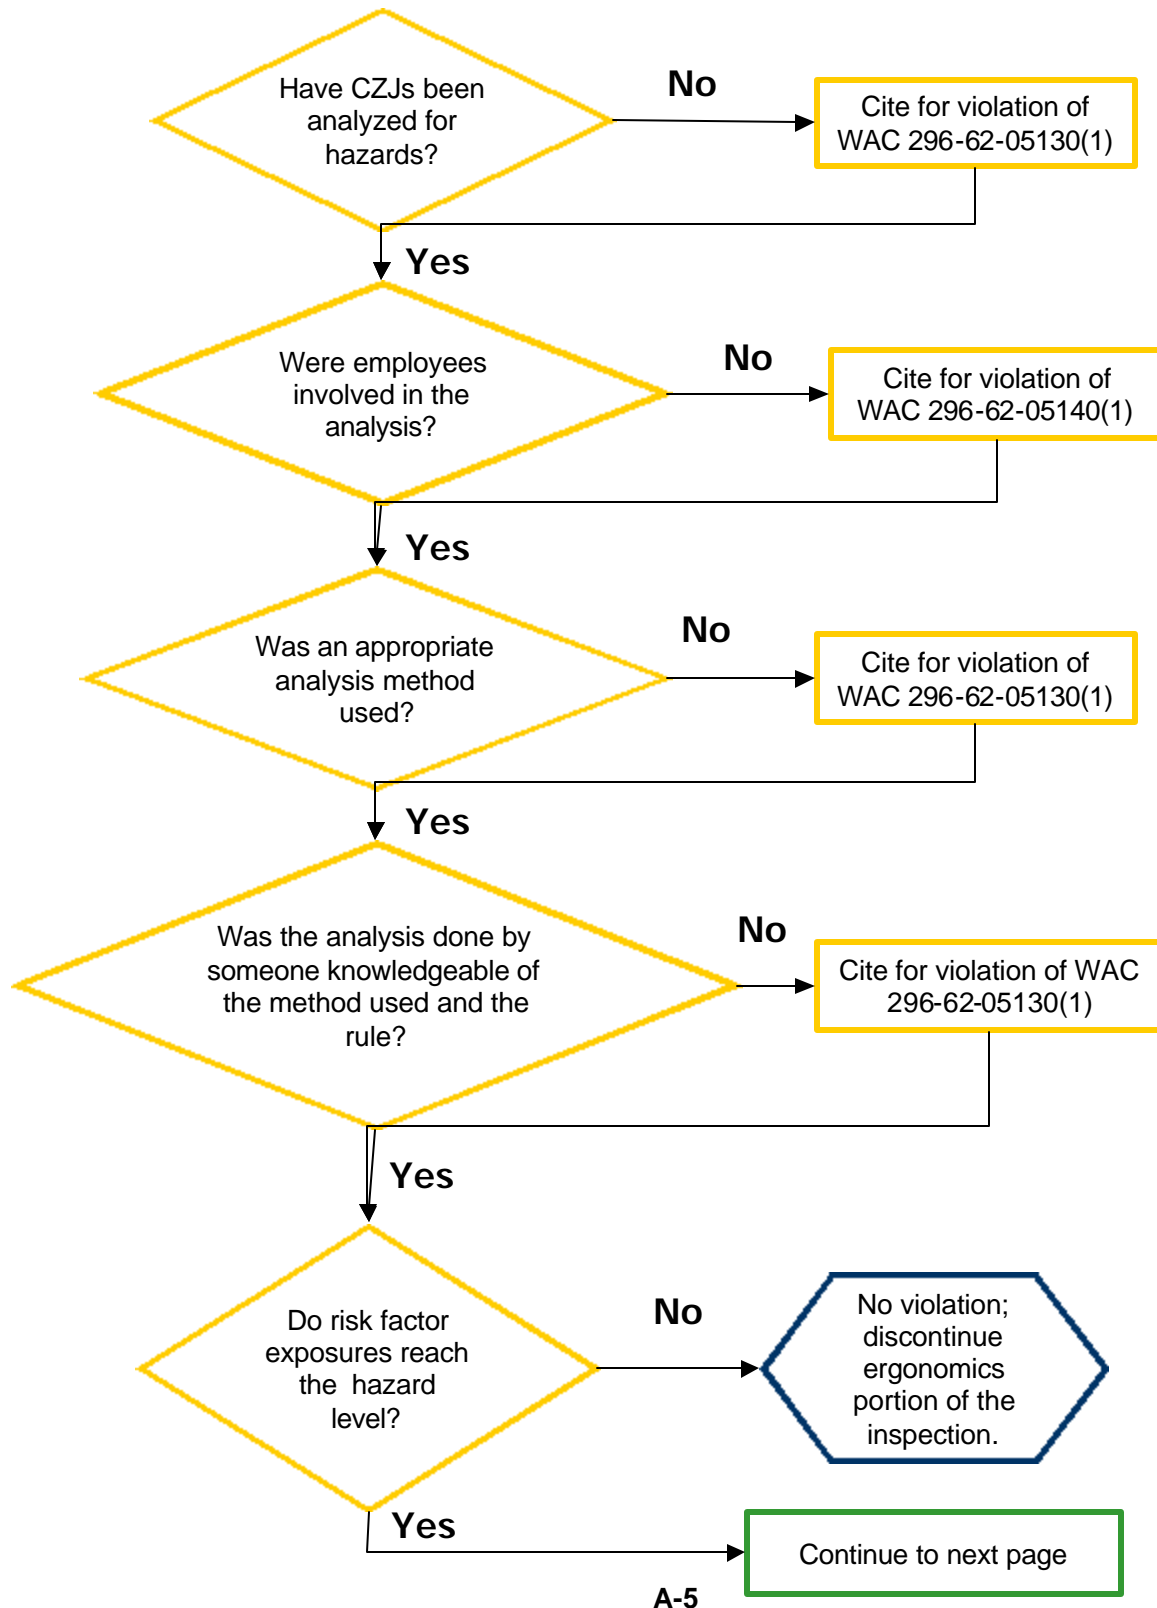 Have CZJs been
analyzed for
hazards?
No
Cite for violation of
WAC 296-62-05130(1)
Yes
Were employees
involved in the
analysis?
No
Cite for violation of
WAC 296-62-05140(1)
Yes
Was an appropriate
analysis method
used?
No
Cite for violation of
WAC 296-62-05130(1)
Yes
Was the analysis done by
someone knowledgeable of
the method used and the
rule?
No
Cite for violation of WAC
296-62-05130(1)
Yes
Do risk factor
exposures reach
the hazard
level?
No
No violation;
discontinue
ergonomics
portion of the
inspection.
Yes
Continue to next page
A-5